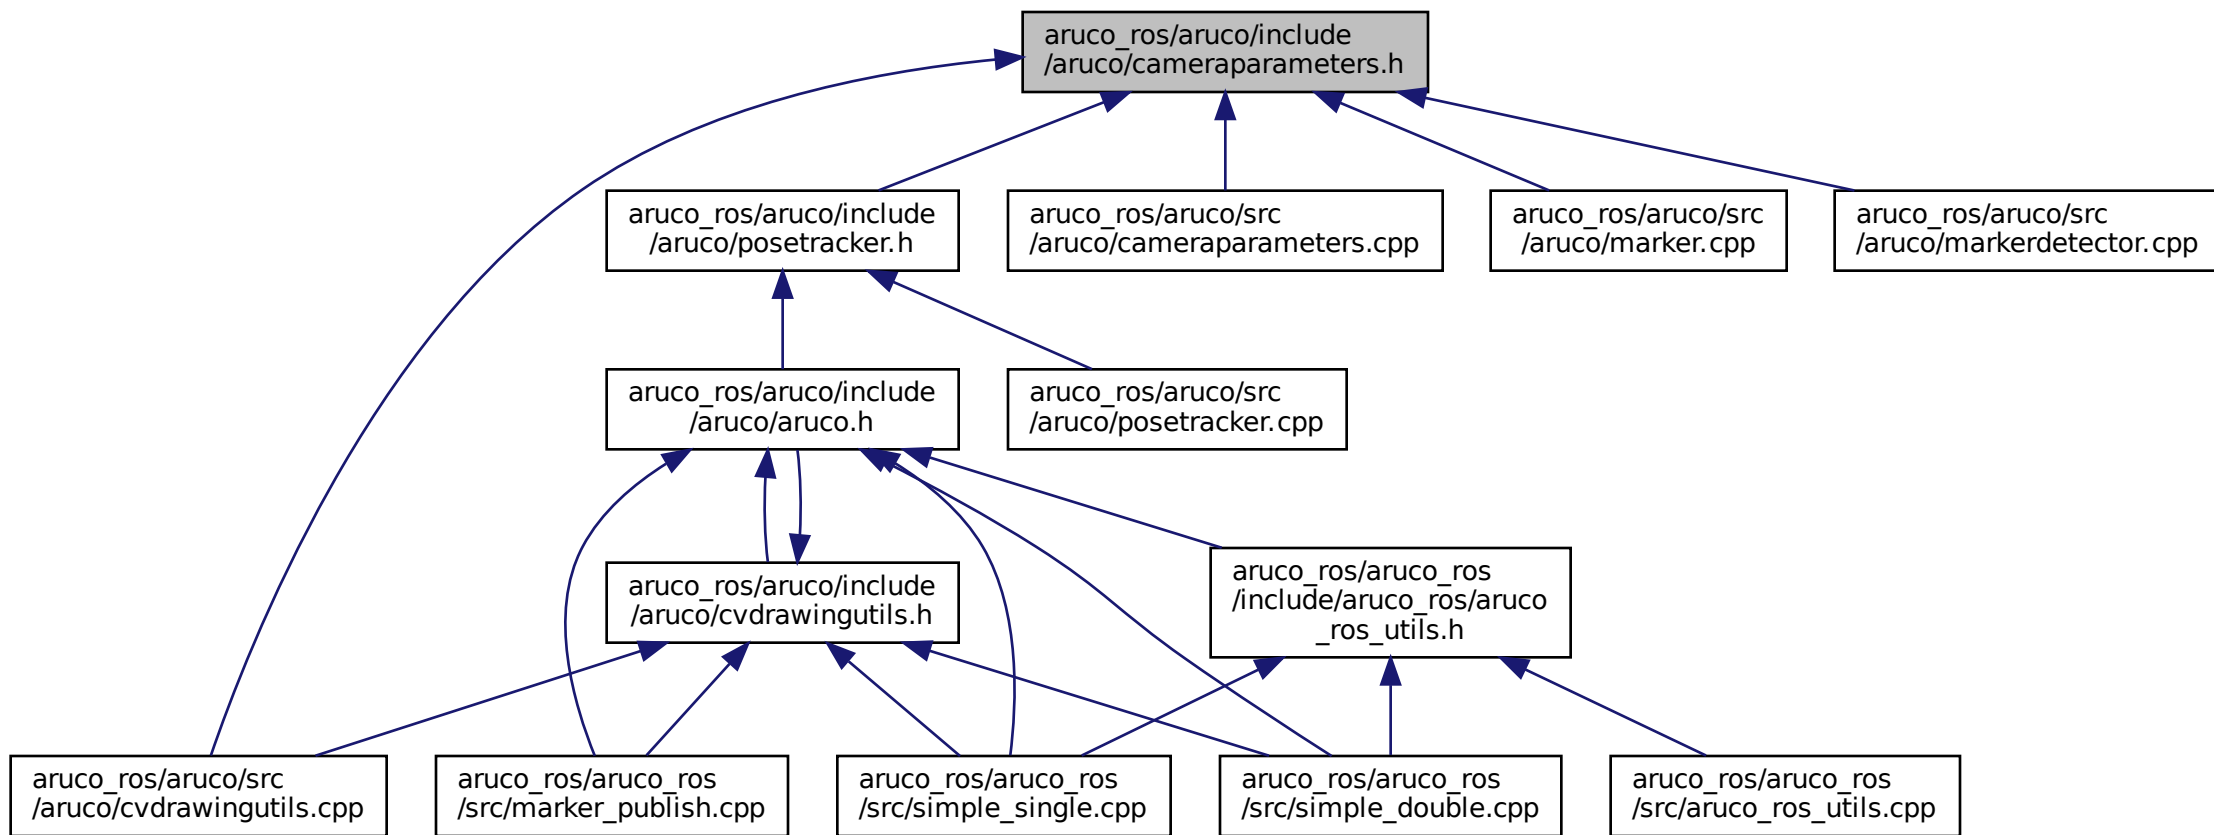 aruco_ros/aruco/include
/aruco/cameraparameters.h
aruco_ros/aruco/include
/aruco/posetracker.h
aruco_ros/aruco/src
/aruco/cameraparameters.cpp
aruco_ros/aruco/src
/aruco/marker.cpp
aruco_ros/aruco/src
/aruco/markerdetector.cpp
aruco_ros/aruco/include
/aruco/aruco.h
aruco_ros/aruco/src
/aruco/posetracker.cpp
aruco_ros/aruco/include
/aruco/cvdrawingutils.h
aruco_ros/aruco_ros
/include/aruco_ros/aruco
_ros_utils.h
aruco_ros/aruco/src
/aruco/cvdrawingutils.cpp
aruco_ros/aruco_ros
/src/marker_publish.cpp
aruco_ros/aruco_ros
/src/simple_single.cpp
aruco_ros/aruco_ros
/src/simple_double.cpp
aruco_ros/aruco_ros
/src/aruco_ros_utils.cpp